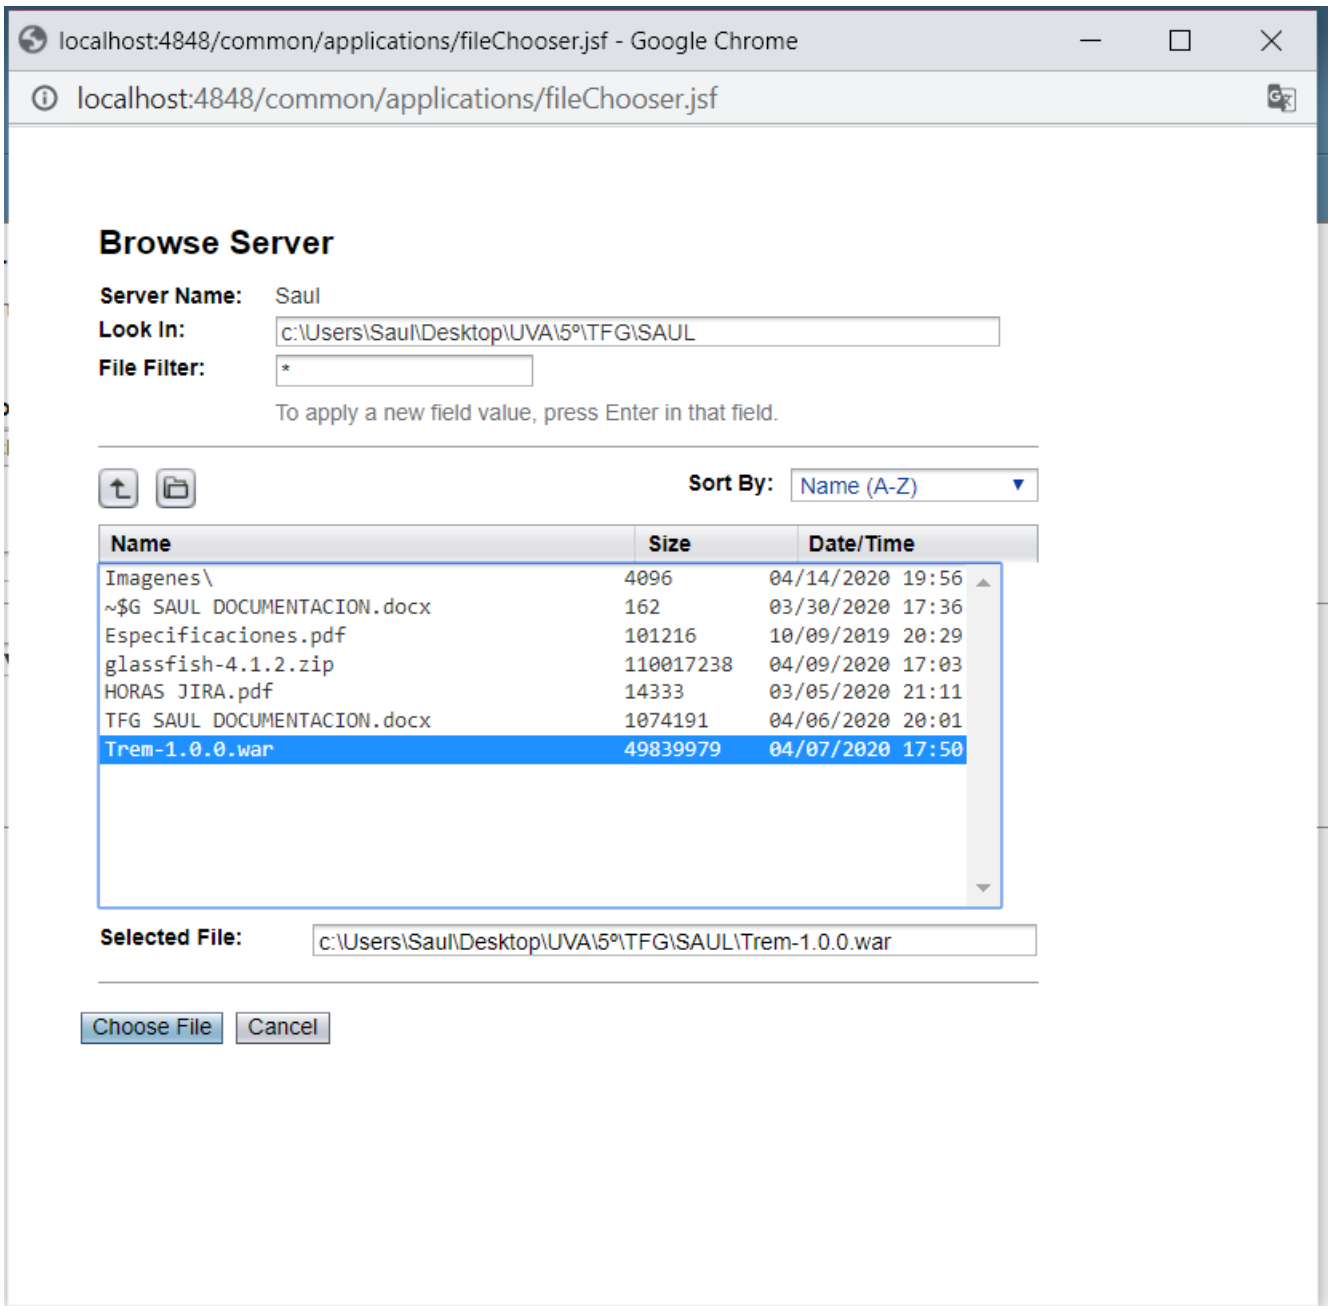 localhost:4848/common/applications/fileChooser.jsf - Google Chrome
localhost:4848/common/applications/fileChooser.jsf
Browse Server
Server Name: Saul
Look In: c:\Users\Saul\Desktop\UVA\5º\TFG\SAUL
File Filter: *
To apply a new field value, press Enter in that field.
Sort By: Name (A-Z)
Name Size Date/Time
Imagenes\ 4096 04/14/2020 19:56
~$G SAUL DOCUMENTACION.docx 162 03/30/2020 17:36
Especificaciones.pdf 101216 10/09/2019 20:29
glassfish-4.1.2.zip 110017238 04/09/2020 17:03
HORAS JIRA.pdf 14333 03/05/2020 21:11
TFG SAUL DOCUMENTACION.docx 1074191 04/06/2020 20:01
Trem-1.0.0.war 49839979 04/07/2020 17:50
Selected File: c:\Users\Saul\Desktop\UVA\5º\TFG\SAUL\Trem-1.0.0.war
Choose File Cancel